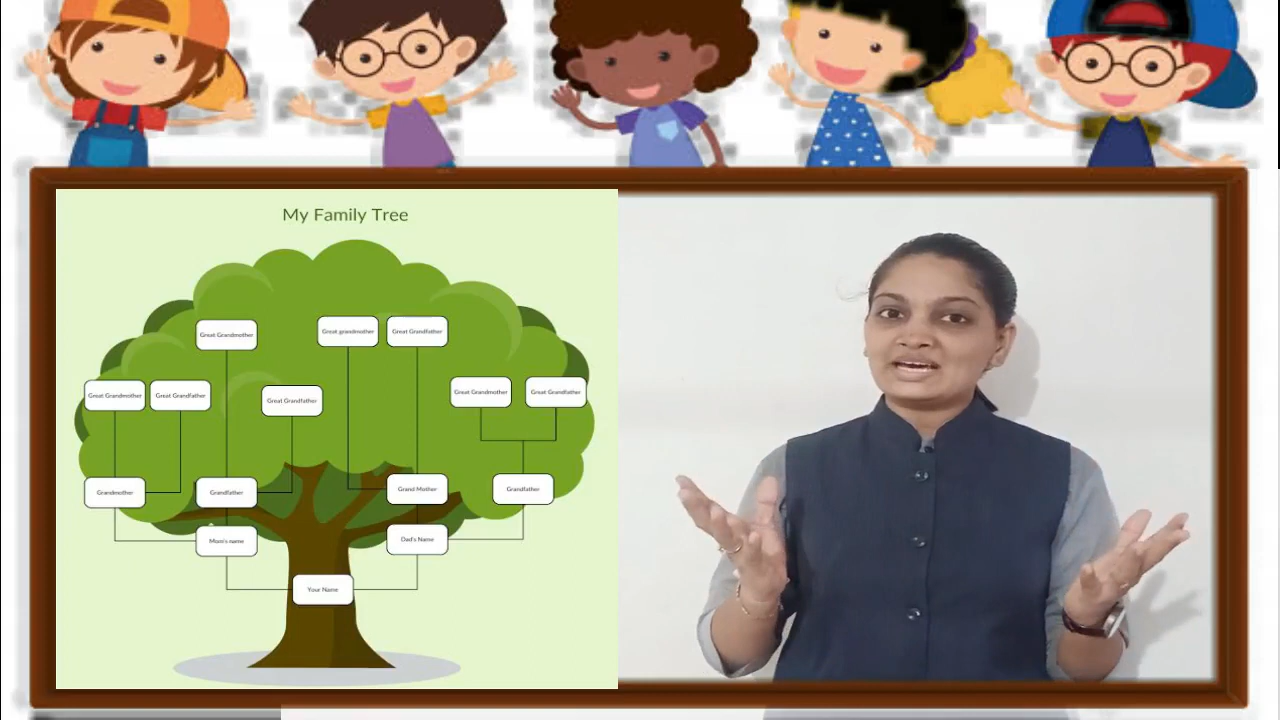 My Family Tree
Great Grandmother
Great grandmother
Great Grandfather
Great Grandmother
Great Grandfather
Great Grandfather
Great Grandmother
Great Grandfather
Grandmother
Grandfather
Grand Mother
Grandfather
Mom's name
Dad's Name
Your Name